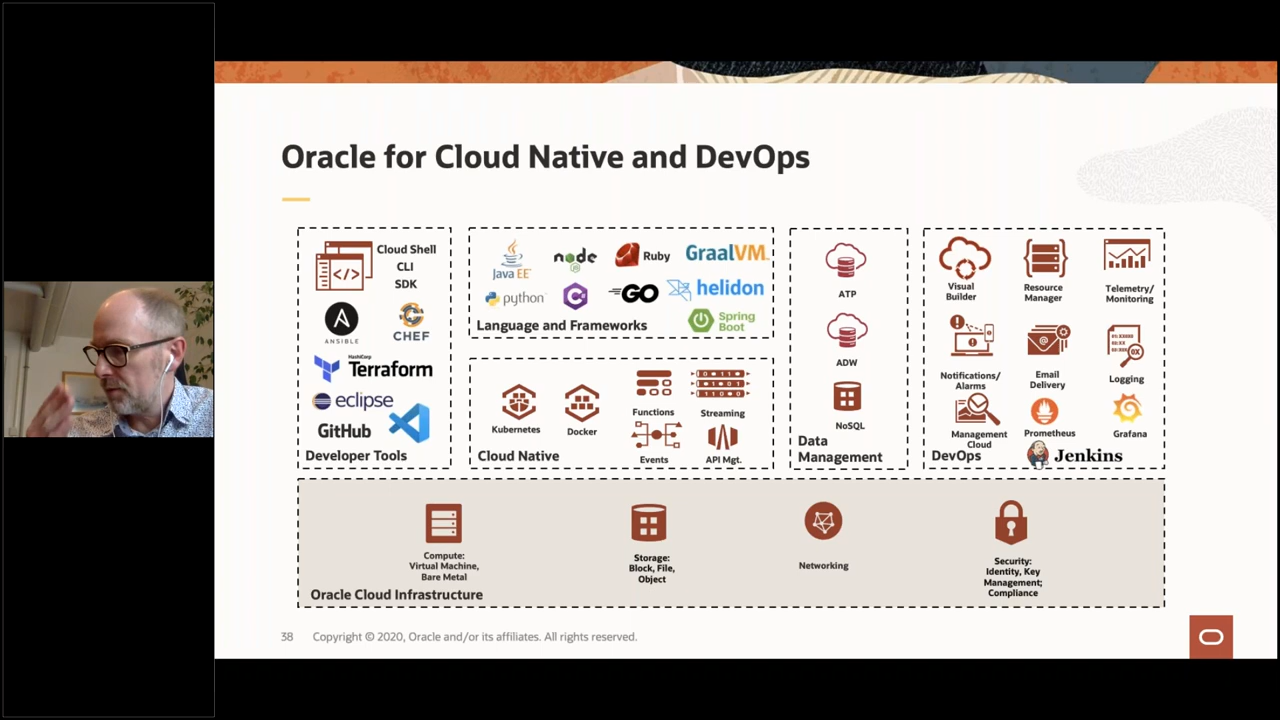 Oracle for Cloud Native and DevOps
Cloud Shell
CLI
SDK
ANSIBLE
CHEF
HashiCorp
Terraform
eclipse
GitHub
Developer Tools
Java EE
node
JS
Ruby
GraalVM
python
C
GO
helidon
Language and Frameworks
Spring
Boot
Kubernetes
Docker
Functions
Streaming
Events
API Mgt.
Cloud Native
ATP
ADW
NoSQL
Data
Management
Visual
Builder
Resource
Manager
Telemetry/
Monitoring
Notifications/
Alarms
Email
Delivery
Logging
Management
Cloud
Prometheus
Grafana
DevOps
Jenkins
Compute:
Virtual Machine,
Bare Metal
Storage:
Block, File,
Object
Networking
Security:
Identity, Key
Management;
Compliance
Oracle Cloud Infrastructure
38 Copyright © 2020, Oracle and/or its affiliates. All rights reserved.